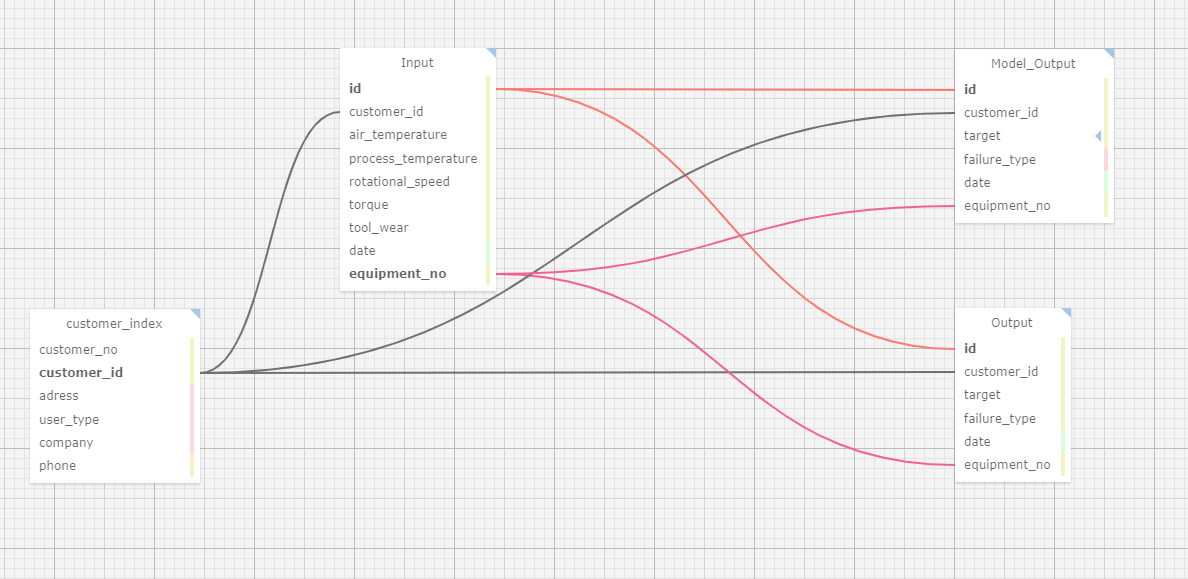 Input
id
customer_id
air_temperature
process_temperature
rotational_speed
torque
tool_wear
date
equipment_no
Model_Output
id
customer_id
target
failure_type
date
equipment_no
customer_index
customer_no
customer_id
adress
user_type
company
phone
Output
id
customer_id
target
failure_type
date
equipment_no